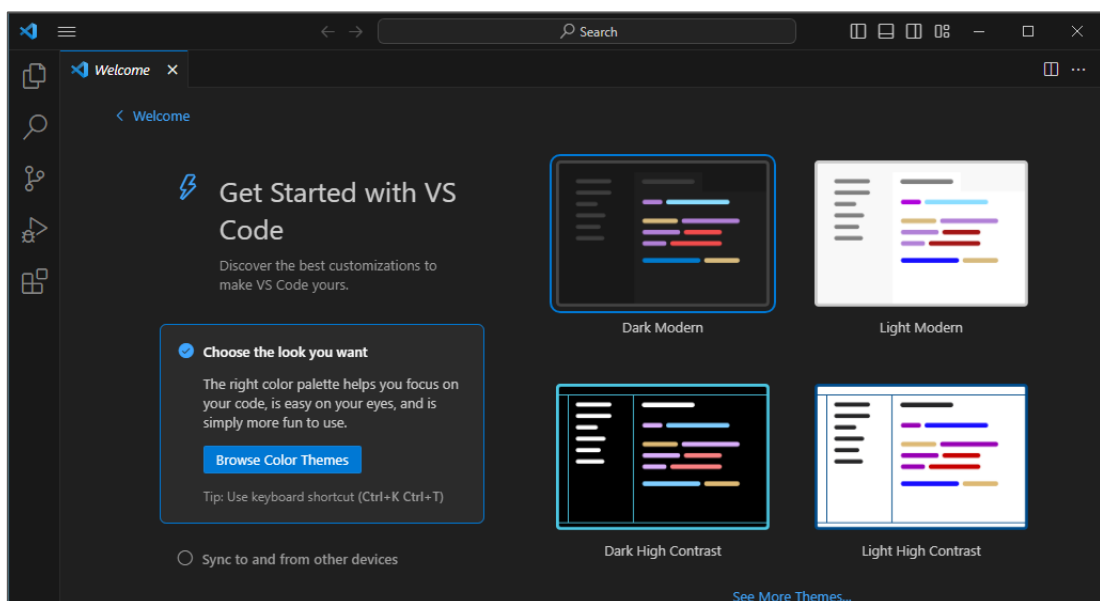 Search
Welcome
Welcome
Get Started with VS
Code
Discover the best customizations to
make VS Code yours.
Choose the look you want
The right color palette helps you focus on
your code, is easy on your eyes, and is
simply more fun to use.
Browse Color Themes
Tip: Use keyboard shortcut (Ctrl+K Ctrl+T)
Sync to and from other devices
Dark Modern
Light Modern
Dark High Contrast
Light High Contrast
See More Themes...